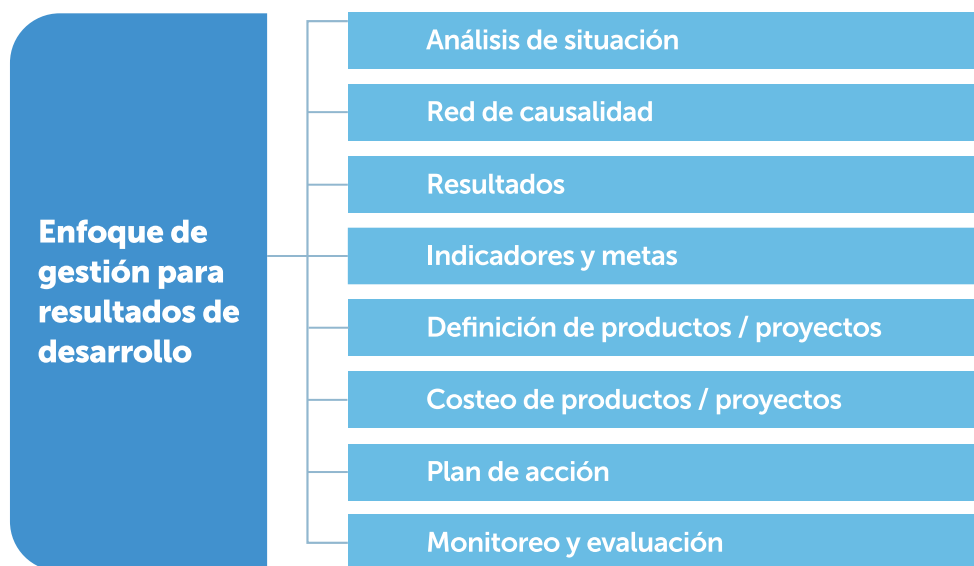 Enfoque de
gestión para
resultados de
desarrollo
Análisis de situación
Red de causalidad
Resultados
Indicadores y metas
Definición de productos / proyectos
Costeo de productos / proyectos
Plan de acción
Monitoreo y evaluación